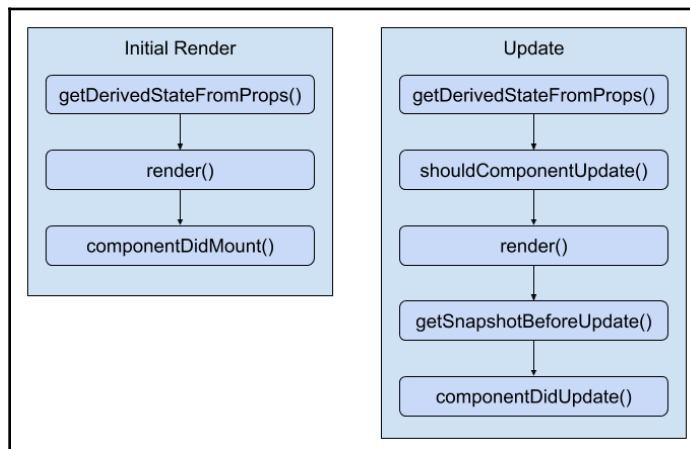 Initial Render
getDerivedStateFromProps()
render()
componentDidMount()
Update
getDerivedStateFromProps()
shouldComponentUpdate()
render()
getSnapshotBeforeUpdate()
componentDidUpdate()